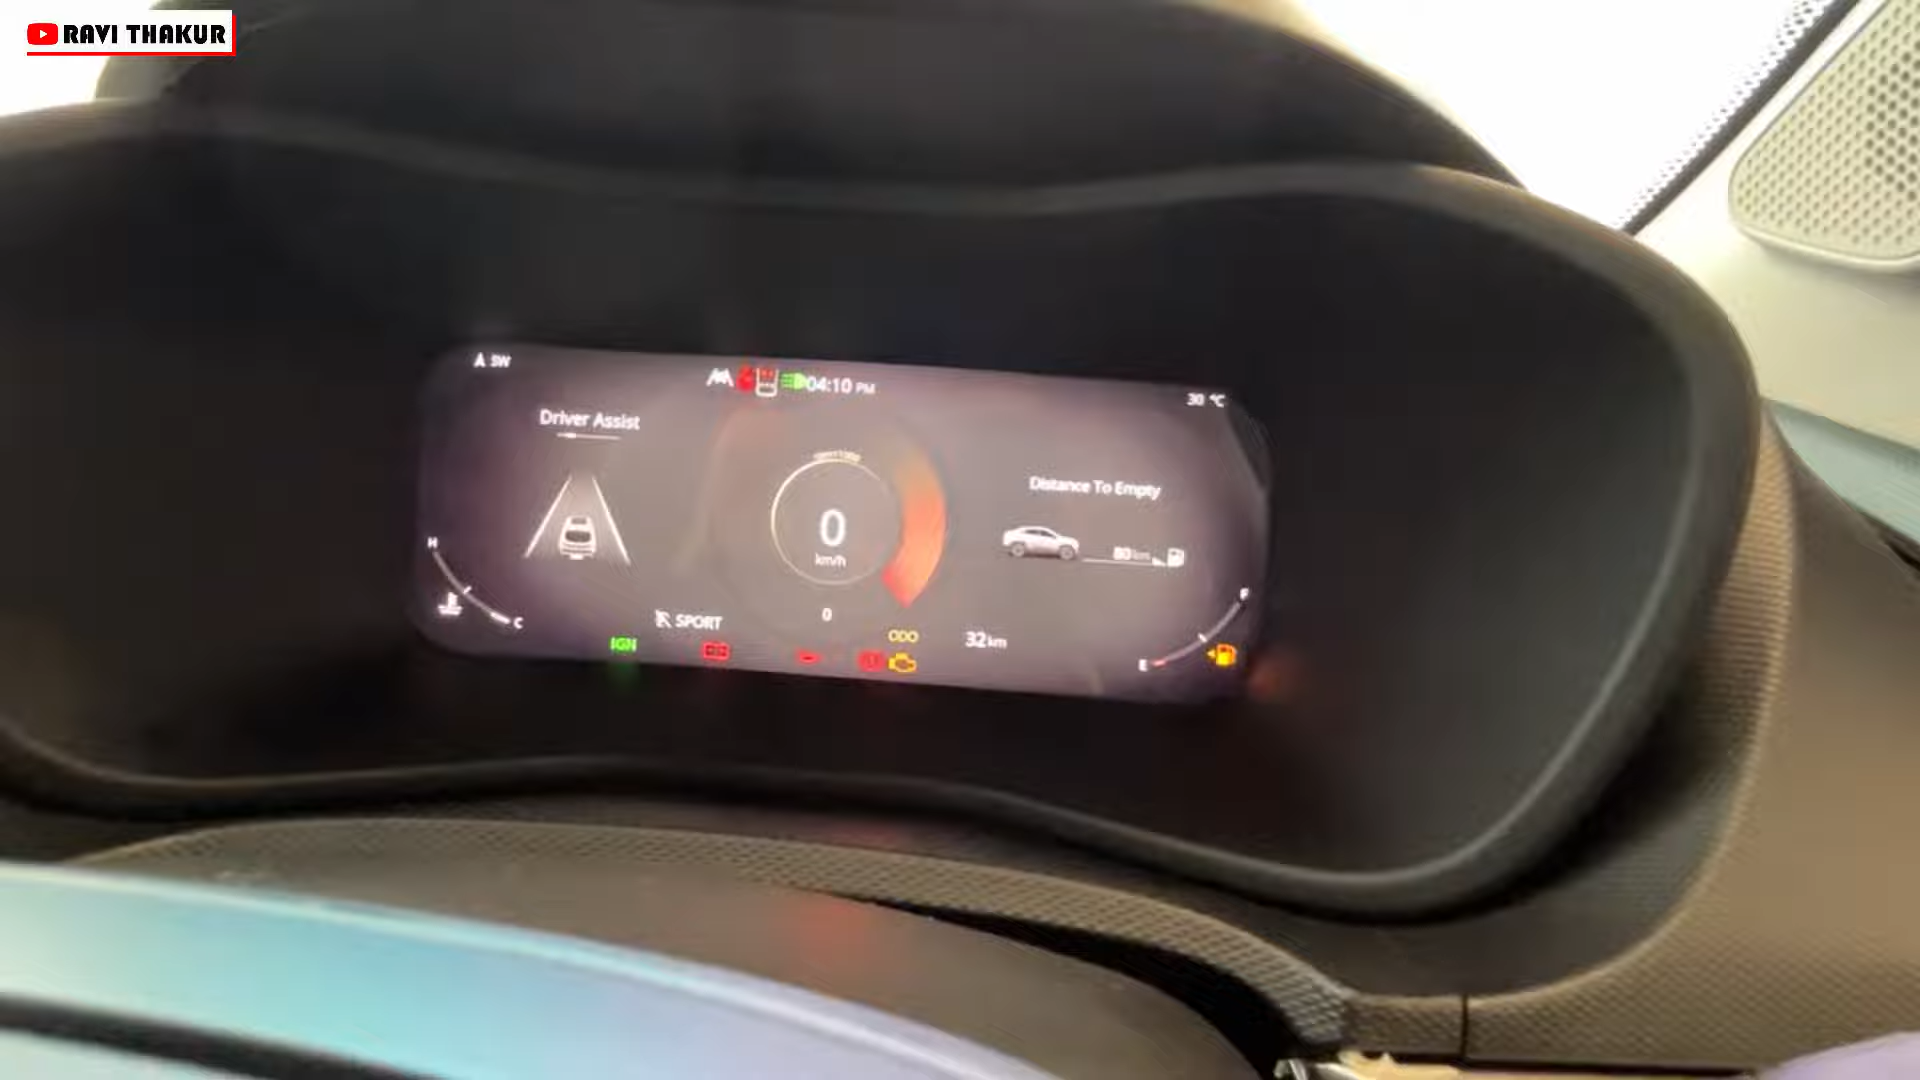 RAVI THAKUR
SW
04:10 PM
30 °C
Driver Assist
Distance To Empty
0
km/h
80 km
H
C
F
E
SPORT
0
IGN
ODO
32 km